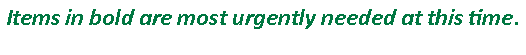 Items in bold are most urgently needed at this time.